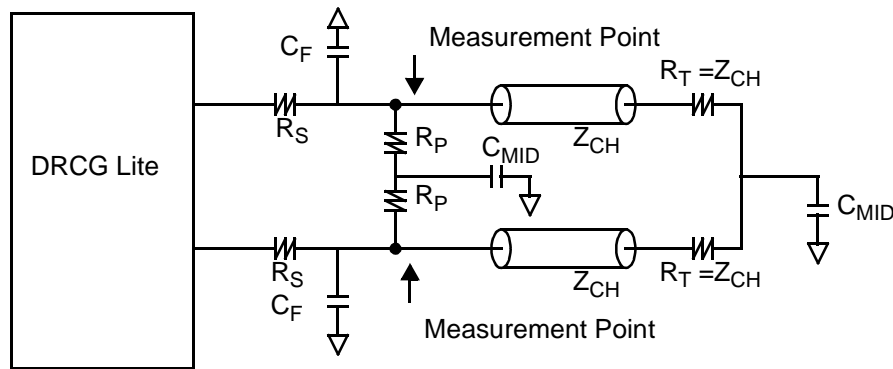 C_F
Measurement Point
R_T =Z_CH
R_S
R_P
Z_CH
C_MID
DRCG Lite
R_P
C_MID
R_S
Z_CH
R_T =Z_CH
C_F
Measurement Point